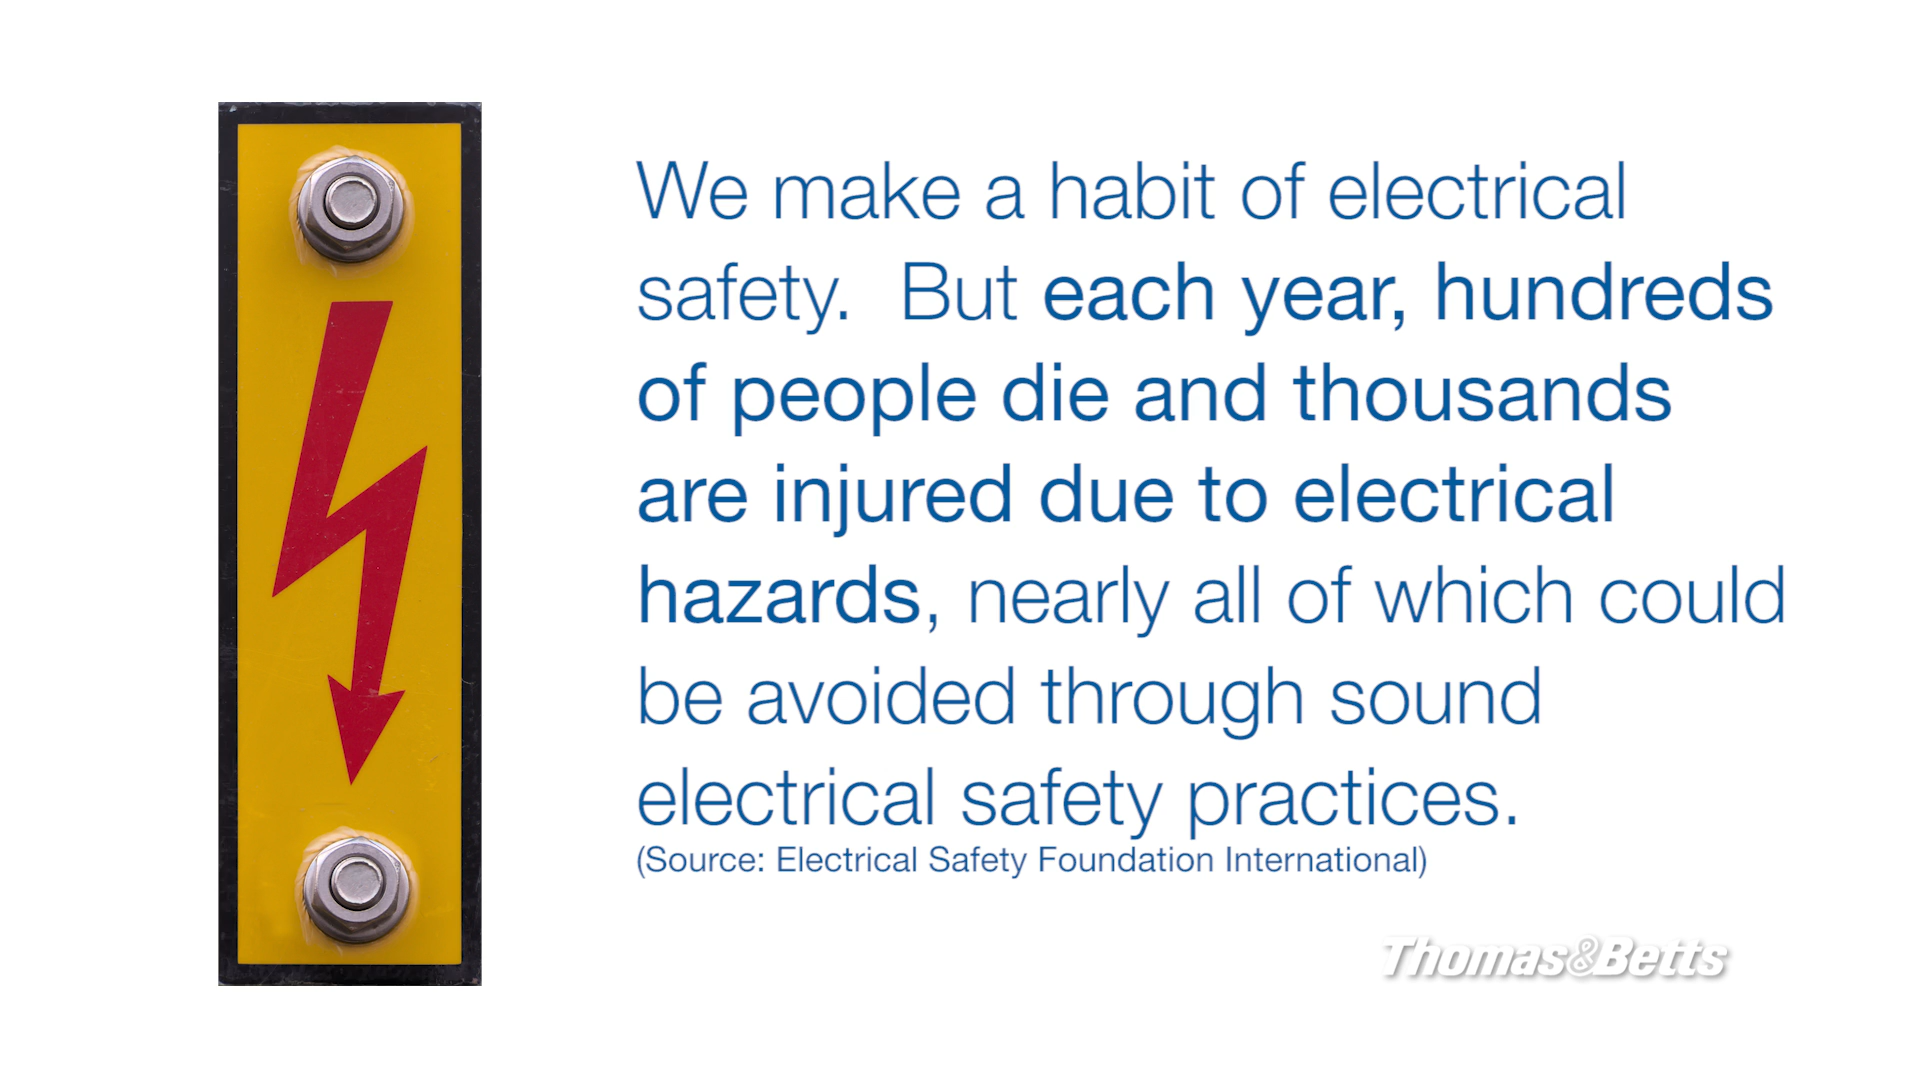 We make a habit of electrical
safety.  But each year, hundreds
of people die and thousands
are injured due to electrical
hazards, nearly all of which could
be avoided through sound
electrical safety practices.
(Source: Electrical Safety Foundation International)
Thomas&Betts